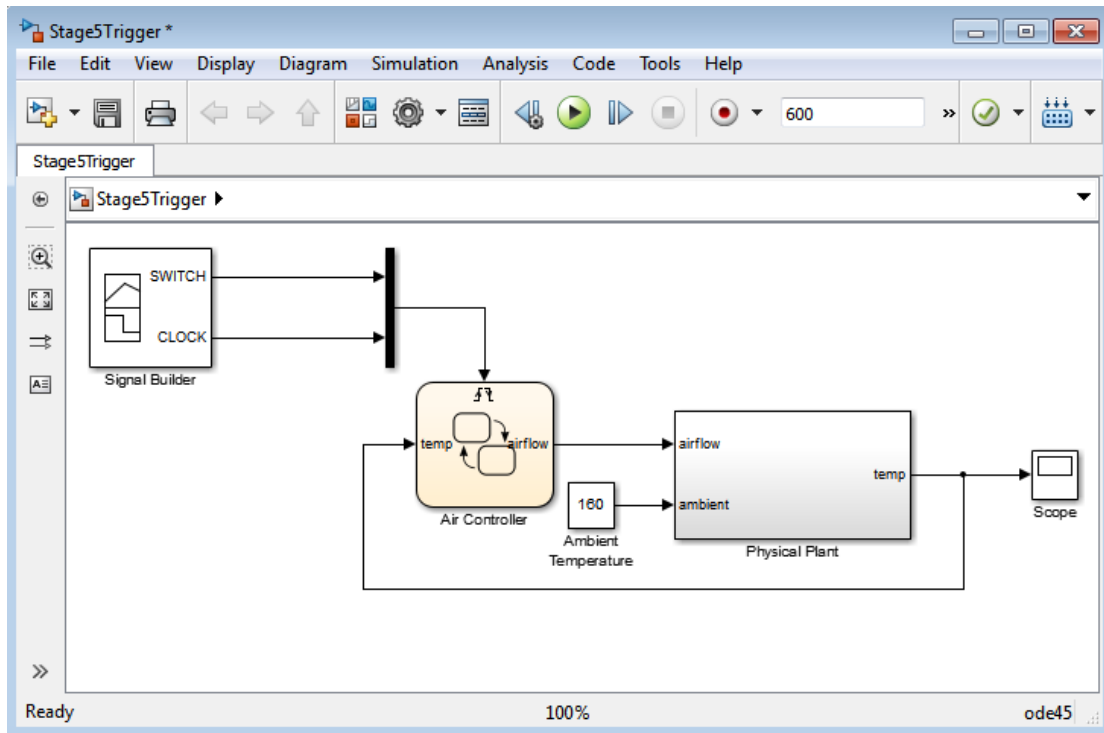 Stage5Trigger *
File Edit View Display Diagram Simulation Analysis Code Tools Help
600 »
Stage5Trigger
Stage5Trigger
SWITCH
CLOCK
Signal Builder
temp airflow
Air Controller
160
Ambient
Temperature
airflow
temp
ambient
Physical Plant
Scope
A
»
Ready 100% ode45